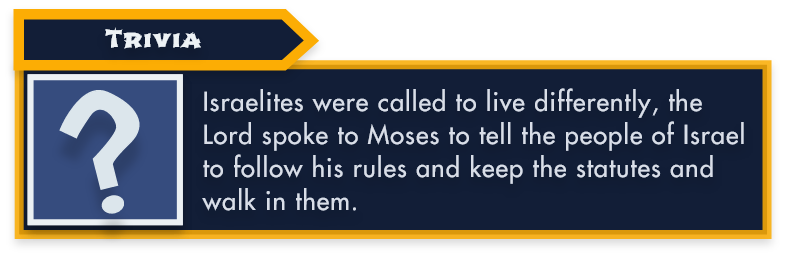 Trivia
?
Israelites were called to live differently, the
Lord spoke to Moses to tell the people of Israel
to follow his rules and keep the statutes and
walk in them.